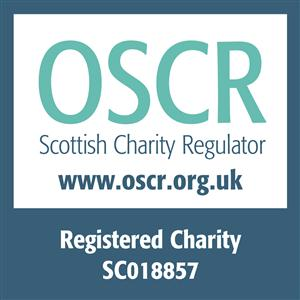 OSCR
Scottish Charity Regulator
www.oscr.org.uk
Registered Charity
SC018857